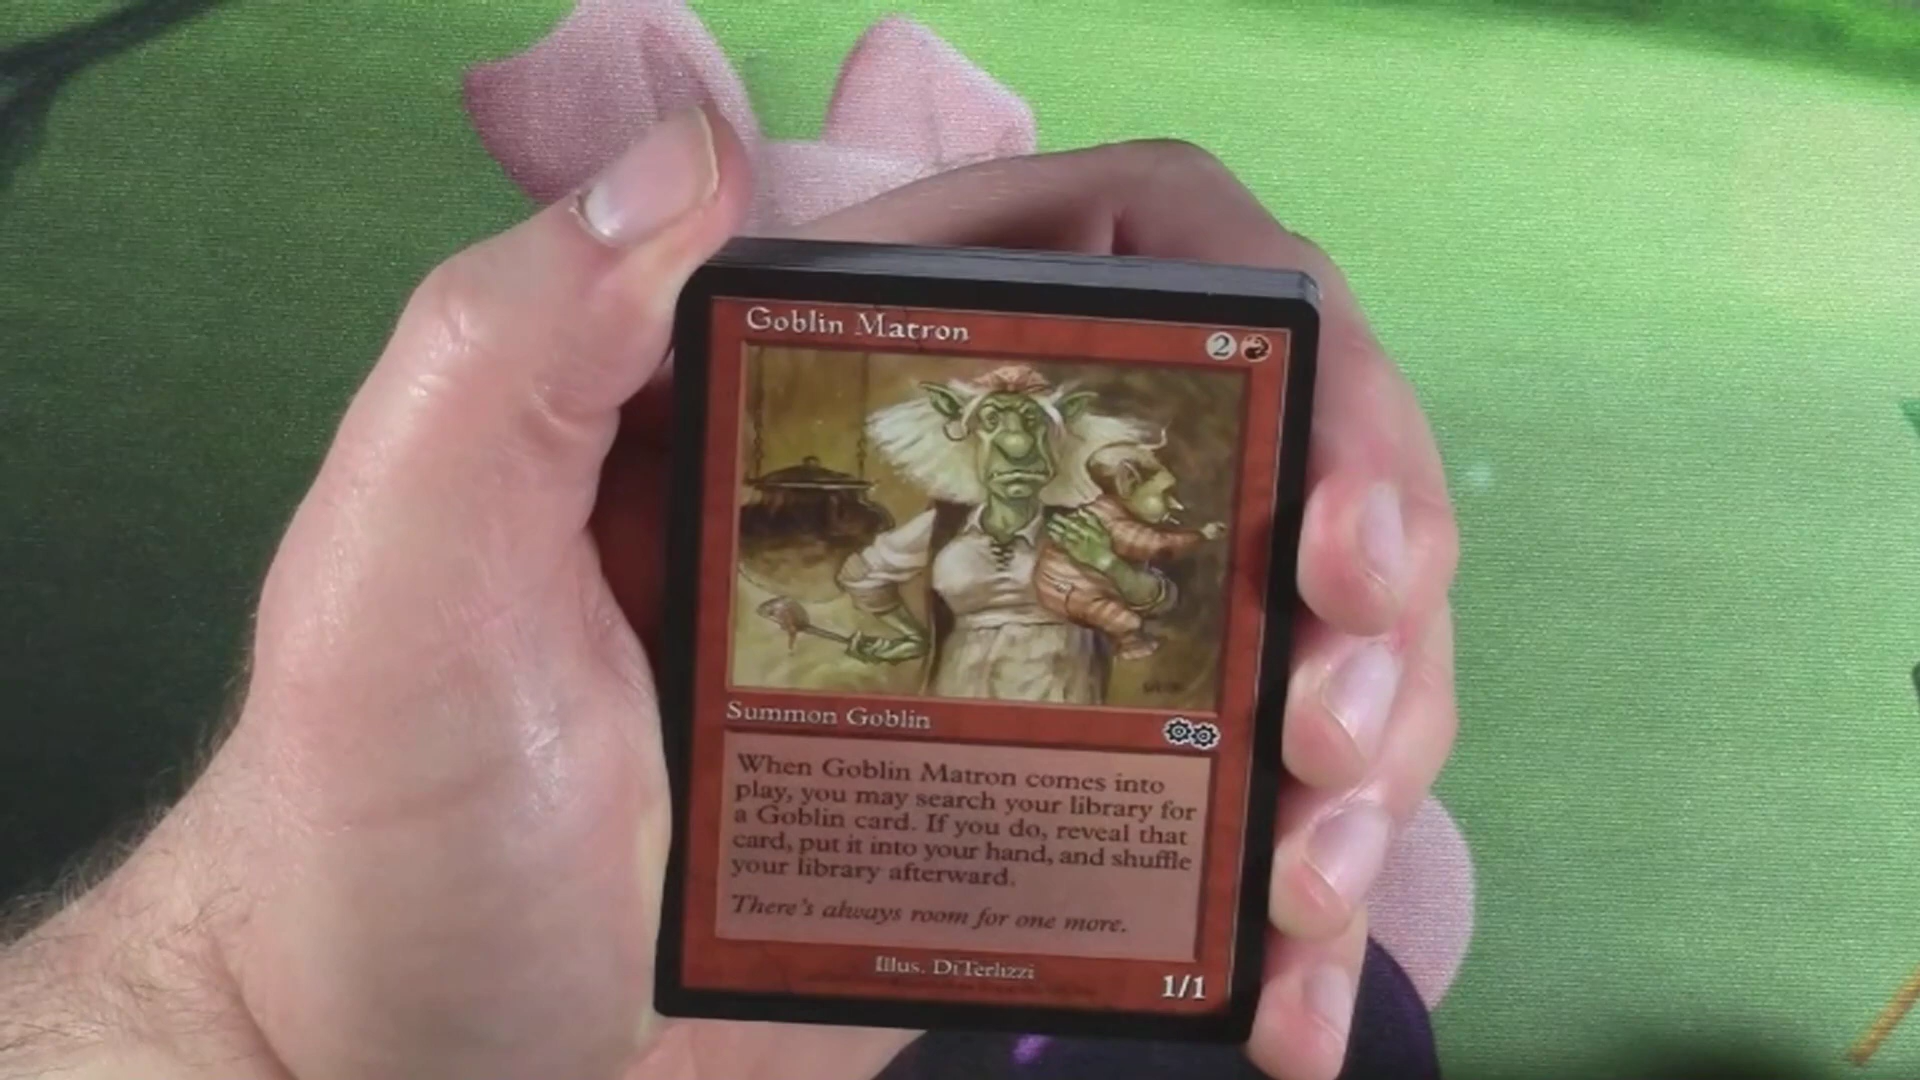 Goblin Matron
2
Summon Goblin
When Goblin Matron comes into
play, you may search your library for
a Goblin card. If you do, reveal that
card, put it into your hand, and shuffle
your library afterward.
There's always room for one more.
Illus. DiTerlizzi
1/1